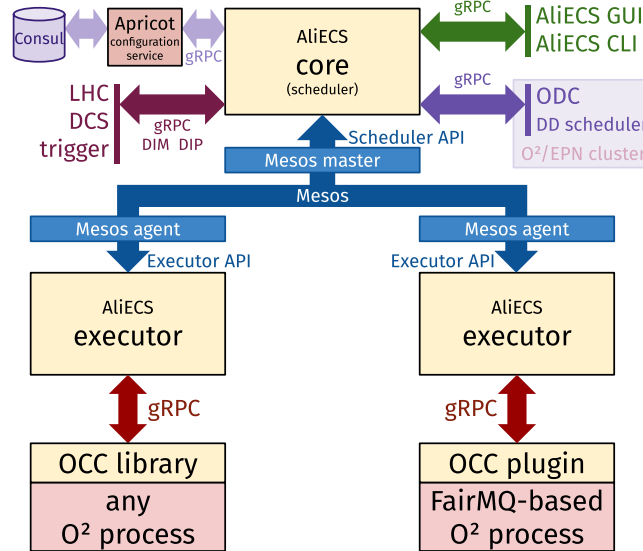 Consul
Apricot
configuration
service
gRPC
AliECS
core
(scheduler)
gRPC
AliECS GUI
AliECS CLI
LHC
DCS
trigger
gRPC
DIM DIP
gRPC
ODC
DD scheduler
O²/EPN cluster
Scheduler API
Mesos master
Mesos
Mesos agent
Mesos agent
Executor API
Executor API
AliECS
executor
AliECS
executor
gRPC
gRPC
OCC library
any
O² process
OCC plugin
FairMQ-based
O² process